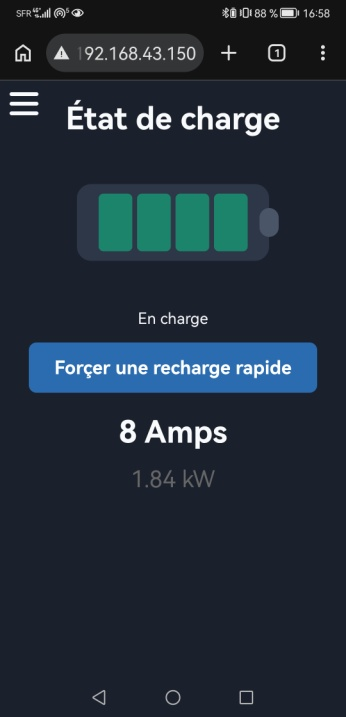 SFR 88 % 16:58
92.168.43.150 1
État de charge
En charge
Forçer une recharge rapide
8 Amps
1.84 kW